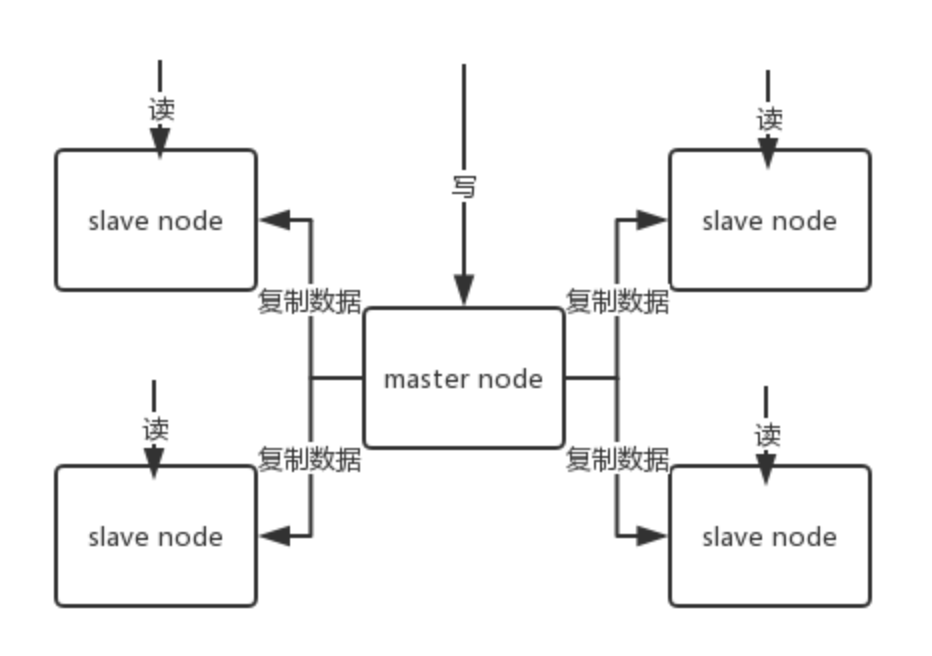 读
写
读
slave node
slave node
复制数据
复制数据
master node
读
读
复制数据
复制数据
slave node
slave node